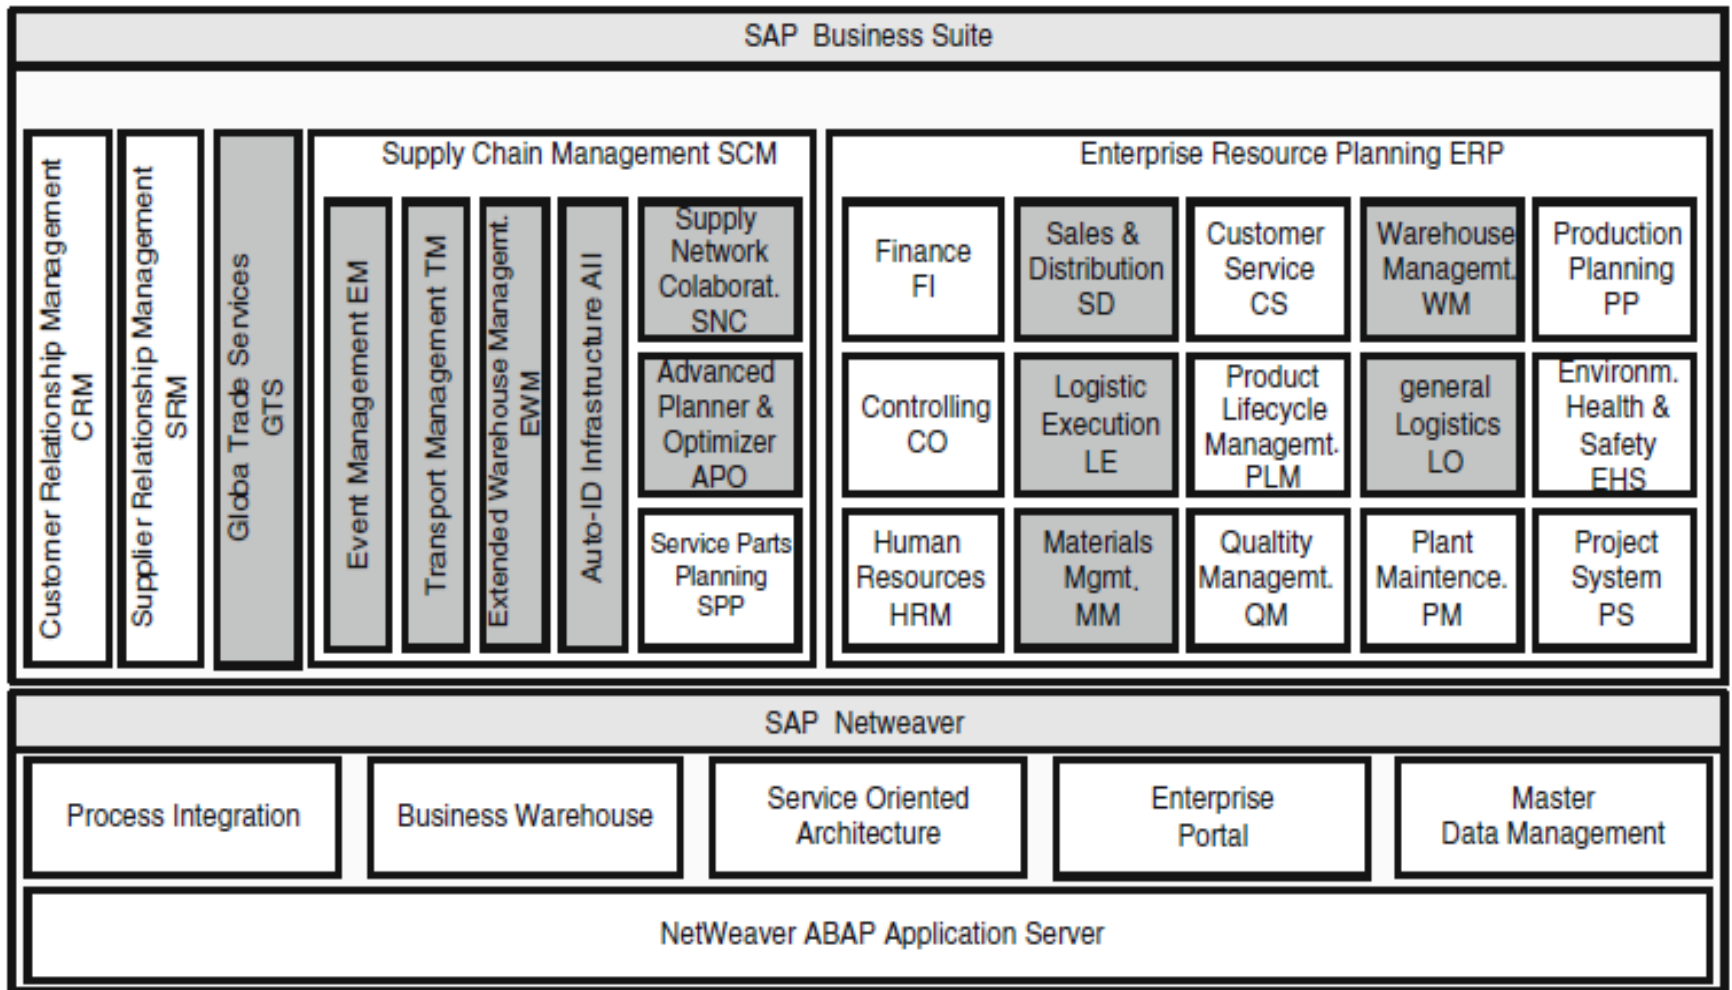 SAP Business Suite
Customer Relationship Management
CRM
Supplier Relationship Management
SRM
Globa Trade Services
GTS
Supply Chain Management SCM
Event Management EM
Transport Management TM
Extended Warehouse Managemt.
EWM
Auto-ID Infrastructure AII
Supply
Network
Colaborat.
SNC
Advanced
Planner &
Optimizer
APO
Service Parts
Planning
SPP
Enterprise Resource Planning ERP
Finance
FI
Sales &
Distribution
SD
Customer
Service
CS
Warehouse
Managemt.
WM
Production
Planning
PP
Controlling
CO
Logistic
Execution
LE
Product
Lifecycle
Managemt.
PLM
general
Logistics
LO
Environm.
Health &
Safety
EHS
Human
Resources
HRM
Materials
Mgmt.
MM
Qualtity
Managemt.
QM
Plant
Maintence.
PM
Project
System
PS
SAP Netweaver
Process Integration
Business Warehouse
Service Oriented
Architecture
Enterprise
Portal
Master
Data Management
NetWeaver ABAP Application Server